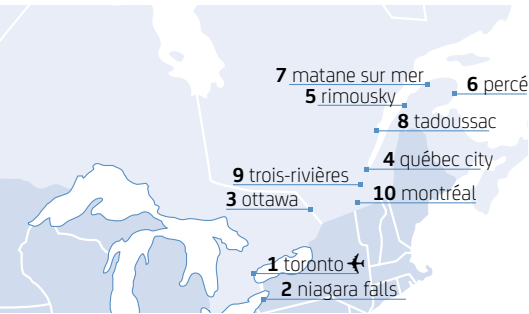 7 matane sur mer
6 percé
5 rimousky
8 tadoussac
4 québec city
9 trois-rivières
10 montréal
3 ottawa
1 toronto
2 niagara falls